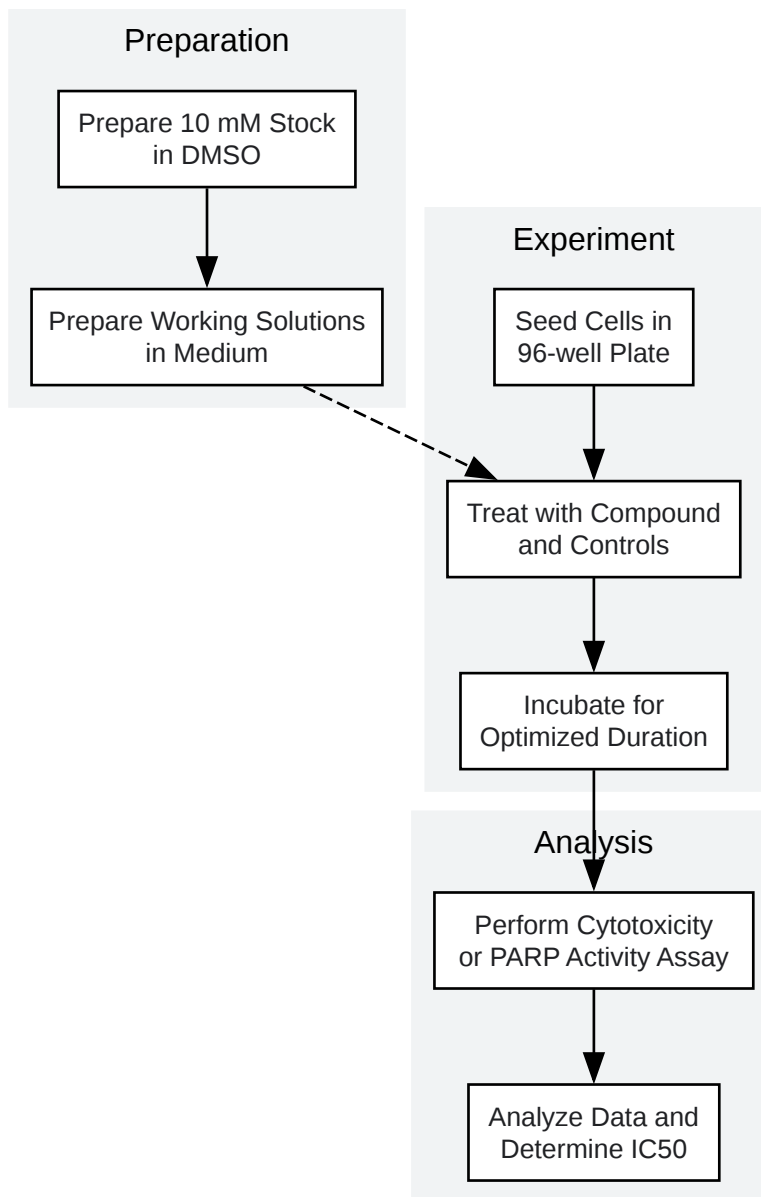 Preparation
Prepare 10 mM Stock
in DMSO
Prepare Working Solutions
in Medium
Experiment
Seed Cells in
96-well Plate
Treat with Compound
and Controls
Incubate for
Optimized Duration
Analysis
Perform Cytotoxicity
or PARP Activity Assay
Analyze Data and
Determine IC50